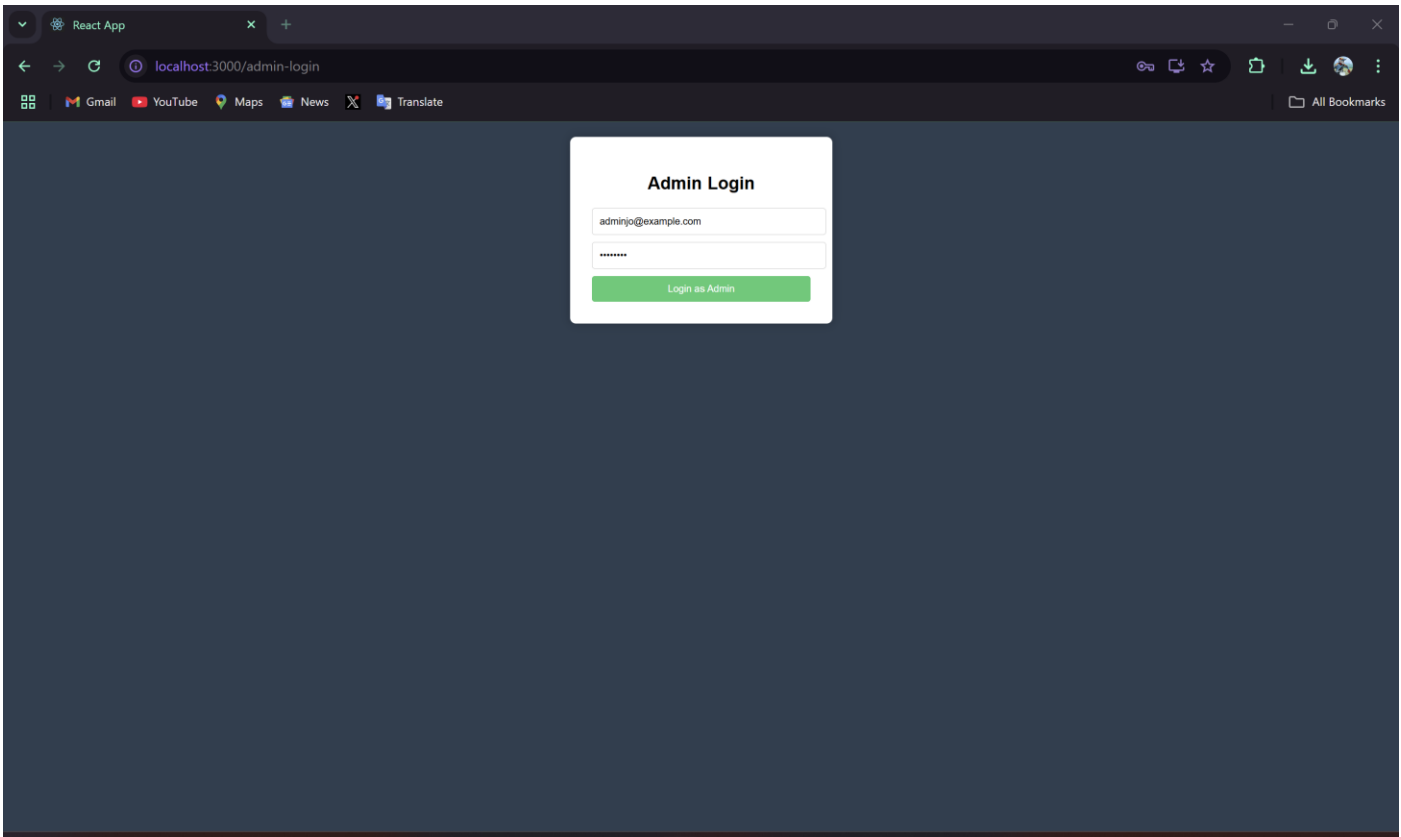 React App
localhost:3000/admin-login
Gmail YouTube Maps News Translate All Bookmarks
Admin Login
adminjo@example.com
••••••••
Login as Admin